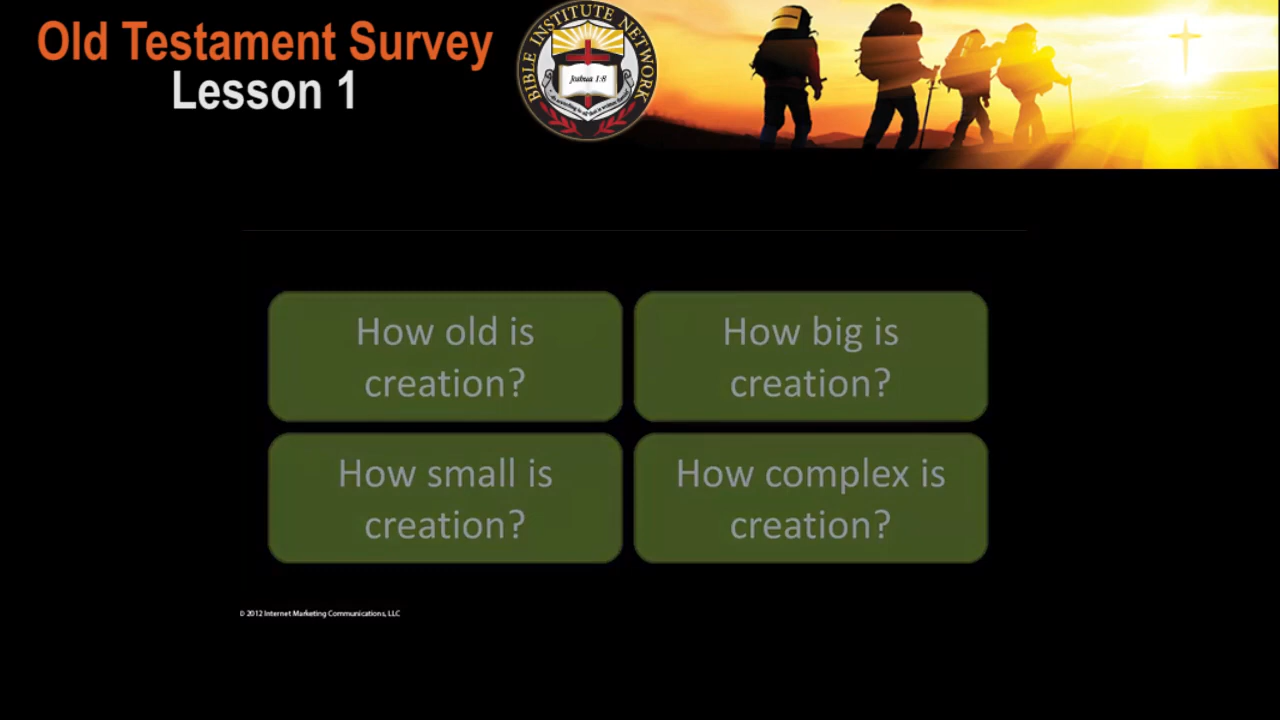 Old Testament Survey
Lesson 1
BIBLE INSTITUTE NETWORK
Joshua 1:8
How old is
creation?
How big is
creation?
How small is
creation?
How complex is
creation?
© 2012 Internet Marketing Communications, LLC